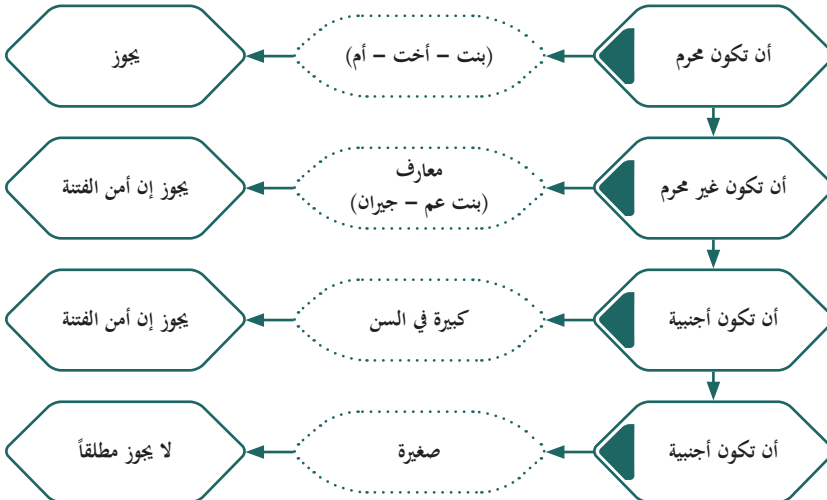 أن تكون محرم
(بنت – أخت – أم)
يجوز
أن تكون غير محرم
معارف
(بنت عم – جيران)
يجوز إن أمن الفتنة
أن تكون أجنبية
كبيرة في السن
يجوز إن أمن الفتنة
أن تكون أجنبية
صغيرة
لا يجوز مطلقاً